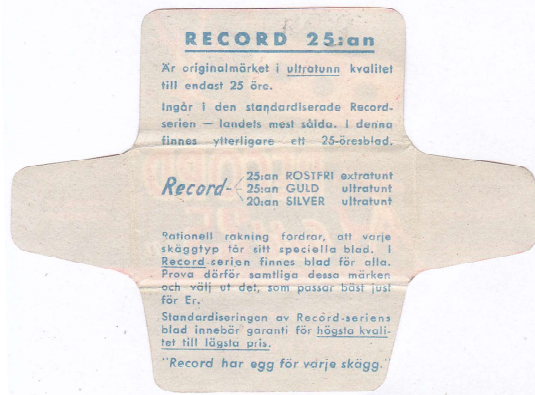 RECORD 25:an
Är originalmärket i ultratunn kvalitet
till endast 25 öre.
Ingår i den standardiserade Record-
serien — landets mest sålda. I denna
finnes ytterligare ett 25-öresblad.
Record-
25:an ROSTFRI extratunt
25:an GULD ultratunt
20:an SILVER ultratunt
Rationell rakning fordrar, att varje
skäggtyp får sitt speciella blad. I
Record-serien finnes blad för alla.
Prova därför samtliga dessa märken
och välj ut det, som passar bäst just
för Er.
Standardiseringen av Record-seriens
blad innebär garanti för högsta kvali-
tet till lägsta pris.
"Record har egg för varje skägg."